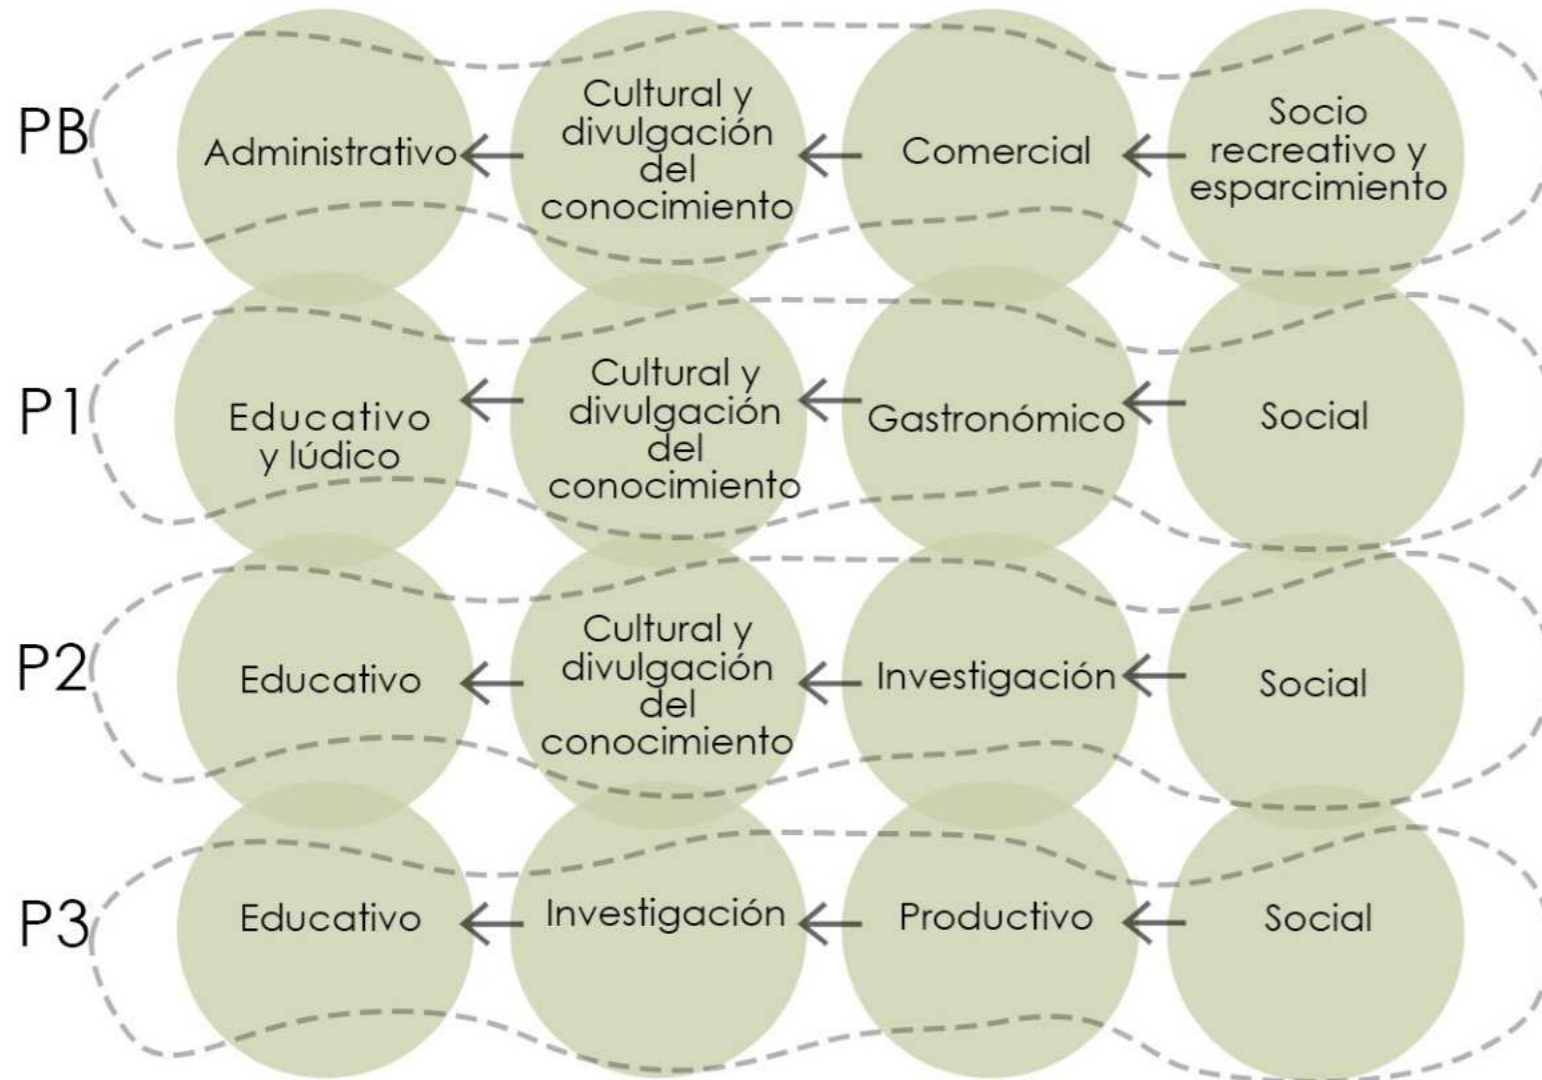 PB
Administrativo
Cultural y
divulgación
del
conocimiento
Comercial
Socio
recreativo y
esparcimiento
P1
Educativo
y lúdico
Cultural y
divulgación
del
conocimiento
Gastronómico
Social
P2
Educativo
Cultural y
divulgación
del
conocimiento
Investigación
Social
P3
Educativo
Investigación
Productivo
Social